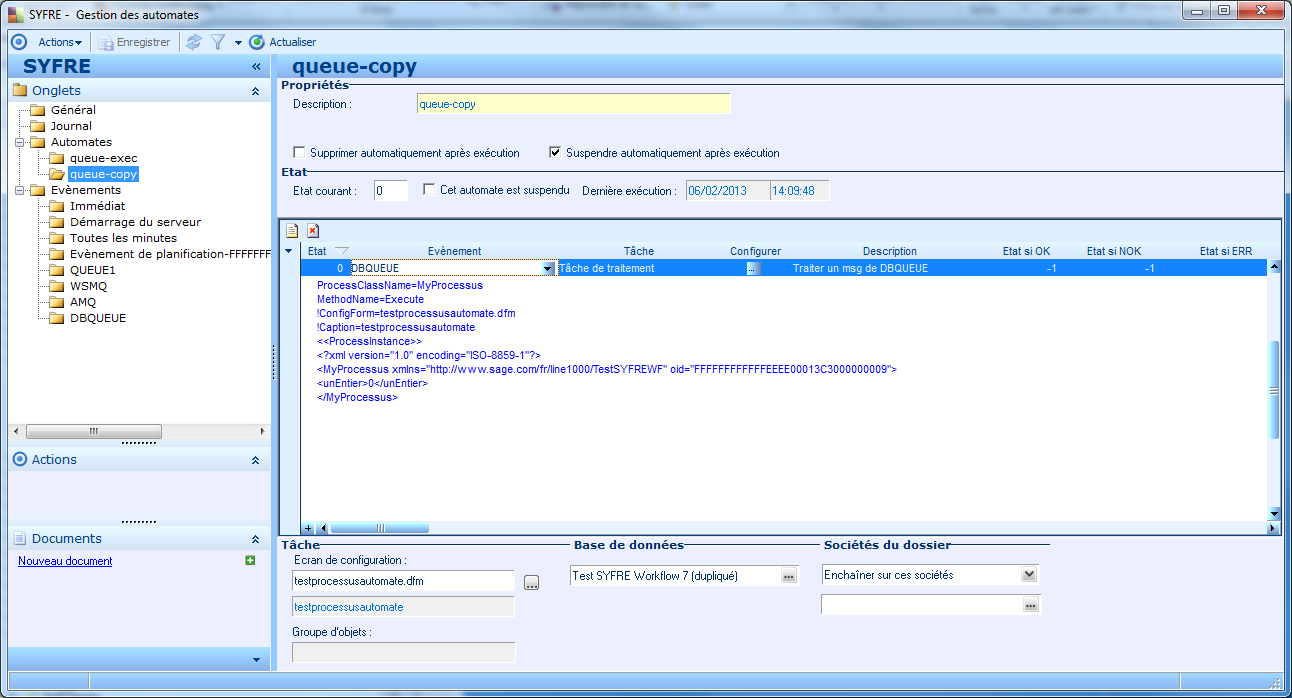 SYFRE -  Gestion des automates
Actions
Enregistrer
Actualiser
SYFRE
«
Onglets
Général
Journal
Automates
queue-exec
queue-copy
Evènements
Immédiat
Démarrage du serveur
Toutes les minutes
Evènement de planification-FFFFFFF
QUEUE1
WSMQ
AMQ
DBQUEUE
Actions
Documents
Nouveau document
queue-copy
Propriétés
Description :
queue-copy
Supprimer automatiquement après exécution
Suspendre automatiquement après exécution
Etat
Etat courant : 0 Cet automate est suspendu Dernière exécution : 06/02/2013 14:09:48
Etat Evènement Tâche Configurer Description Etat si OK Etat si NOK Etat si ERR
0 DBQUEUE Tâche de traitement ... Traiter un msg de DBQUEUE -1 -1
ProcessClassName=MyProcessus
MethodName=Execute
!ConfigForm=testprocessusautomate.dfm
!Caption=testprocessusautomate
<<ProcessInstance>>
<?xml version="1.0" encoding="ISO-8859-1"?>
<MyProcessus xmlns="http://www.sage.com/fr/line1000/TestSYFREWF" oid="FFFFFFFFFFFFEEEE00013C3000000009">
<unEntier>0</unEntier>
</MyProcessus>
Tâche
Ecran de configuration :
testprocessusautomate.dfm
...
testprocessusautomate
Groupe d'objets :
Base de données
Test SYFRE Workflow 7 (dupliqué)
...
Sociétés du dossier
Enchaîner sur ces sociétés
...